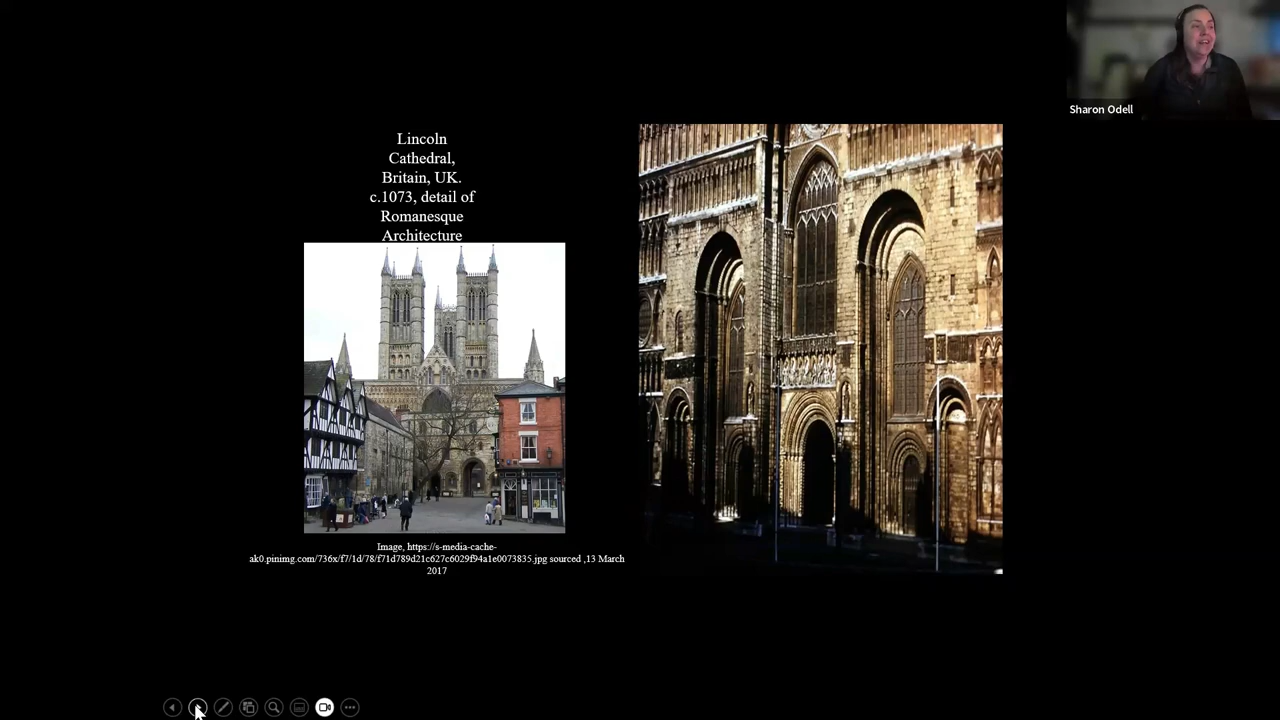 Lincoln
Cathedral,
Britain, UK.
c.1073, detail of
Romanesque
Architecture
Image, https://s-media-cache-
ak0.pinimg.com/736x/f7/1d/78/f71d789d21c627c6029f94a1e0073835.jpg sourced ,13 March
2017
Sharon Odell